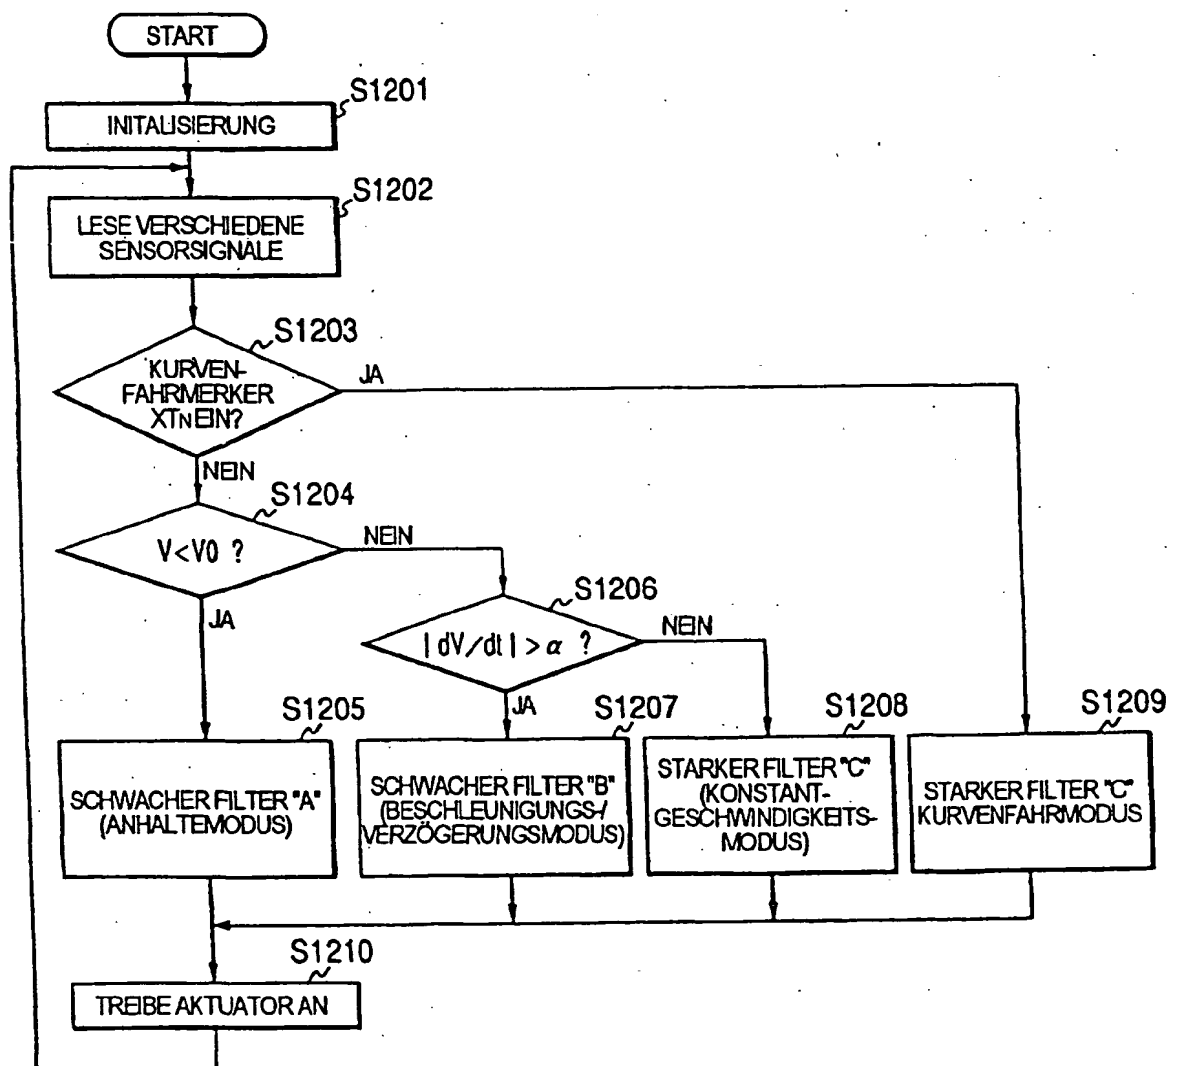 START
S1201
INITALISIERUNG
S1202
LESE VERSCHIEDENE
SENSORSIGNALE
S1203
KURVEN-
FAHRMERKER
XTN EIN?
JA
NEIN
S1204
V<V0 ?
NEIN
JA
S1206
|dV/dt|>α ?
NEIN
JA
S1205
SCHWACHER FILTER "A"
(ANHALTEMODUS)
S1207
SCHWACHER FILTER "B"
(BESCHLEUNIGUNGS-/
VERZÖGERUNGSMODUS)
S1208
STARKER FILTER "C"
(KONSTANT-
GESCHWINDIGKEITS-
MODUS)
S1209
STARKER FILTER "C"
KURVENFAHRMODUS
S1210
TREIBE AKTUATOR AN